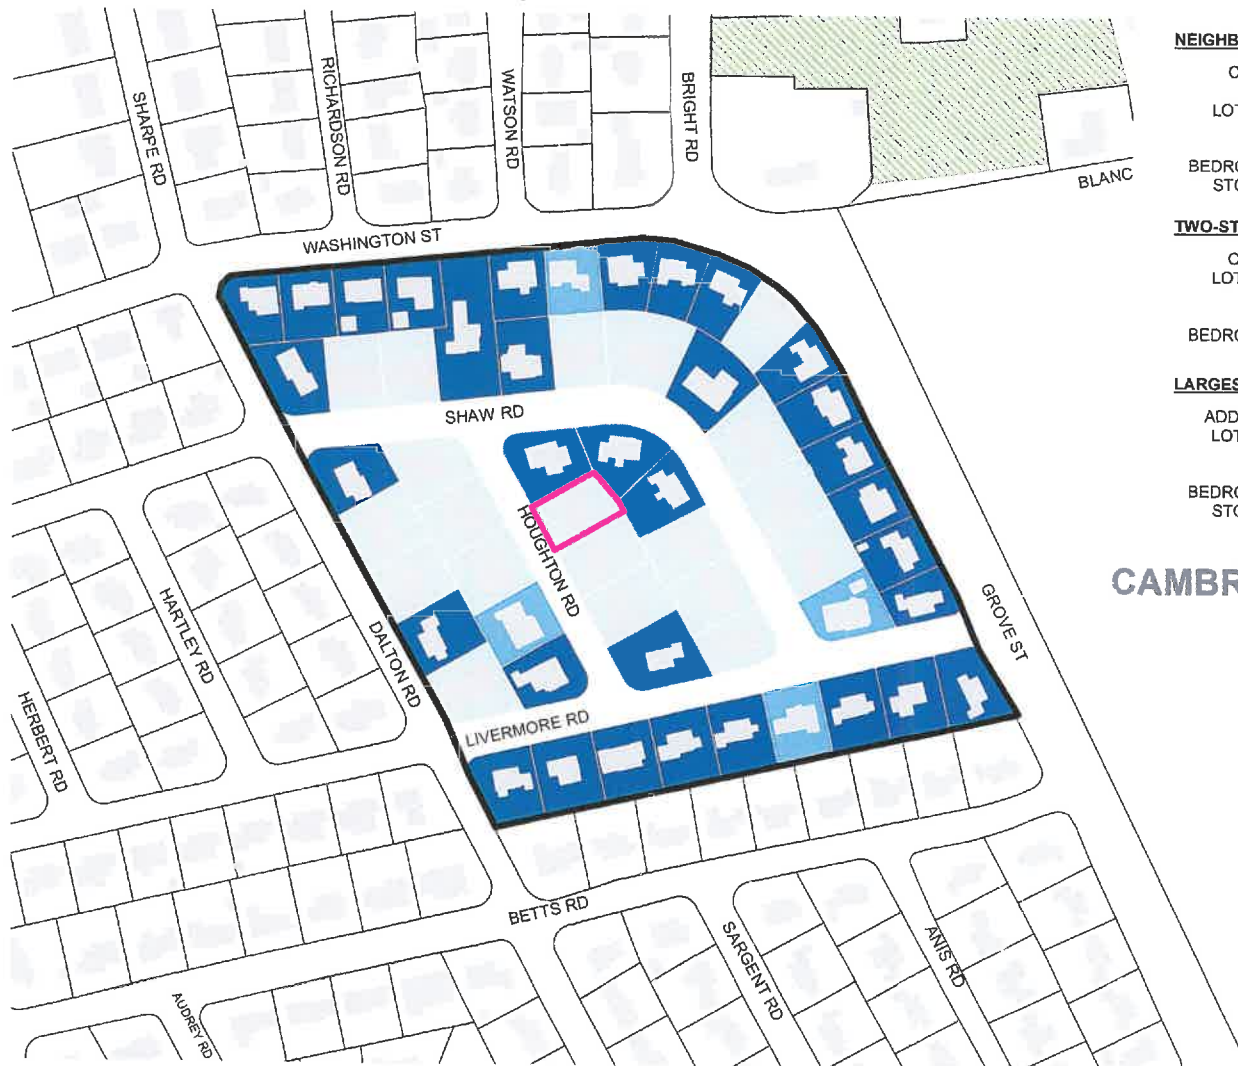 NEIGHB
SHARPE RD
RICHARDSON RD
WATSON RD
BRIGHT RD
LOT
BEDRO
STO
BLANC
WASHINGTON ST
TWO-ST
LOT
BEDRO
LARGES
SHAW RD
ADD
LOT
BEDRO
STO
HOUGHTON RD
CAMBR
GROVE ST
HARTLEY RD
DALTON RD
HERBERT RD
LIVERMORE RD
BETTS RD
SARGENT RD
ANIS RD
AUDREY RD